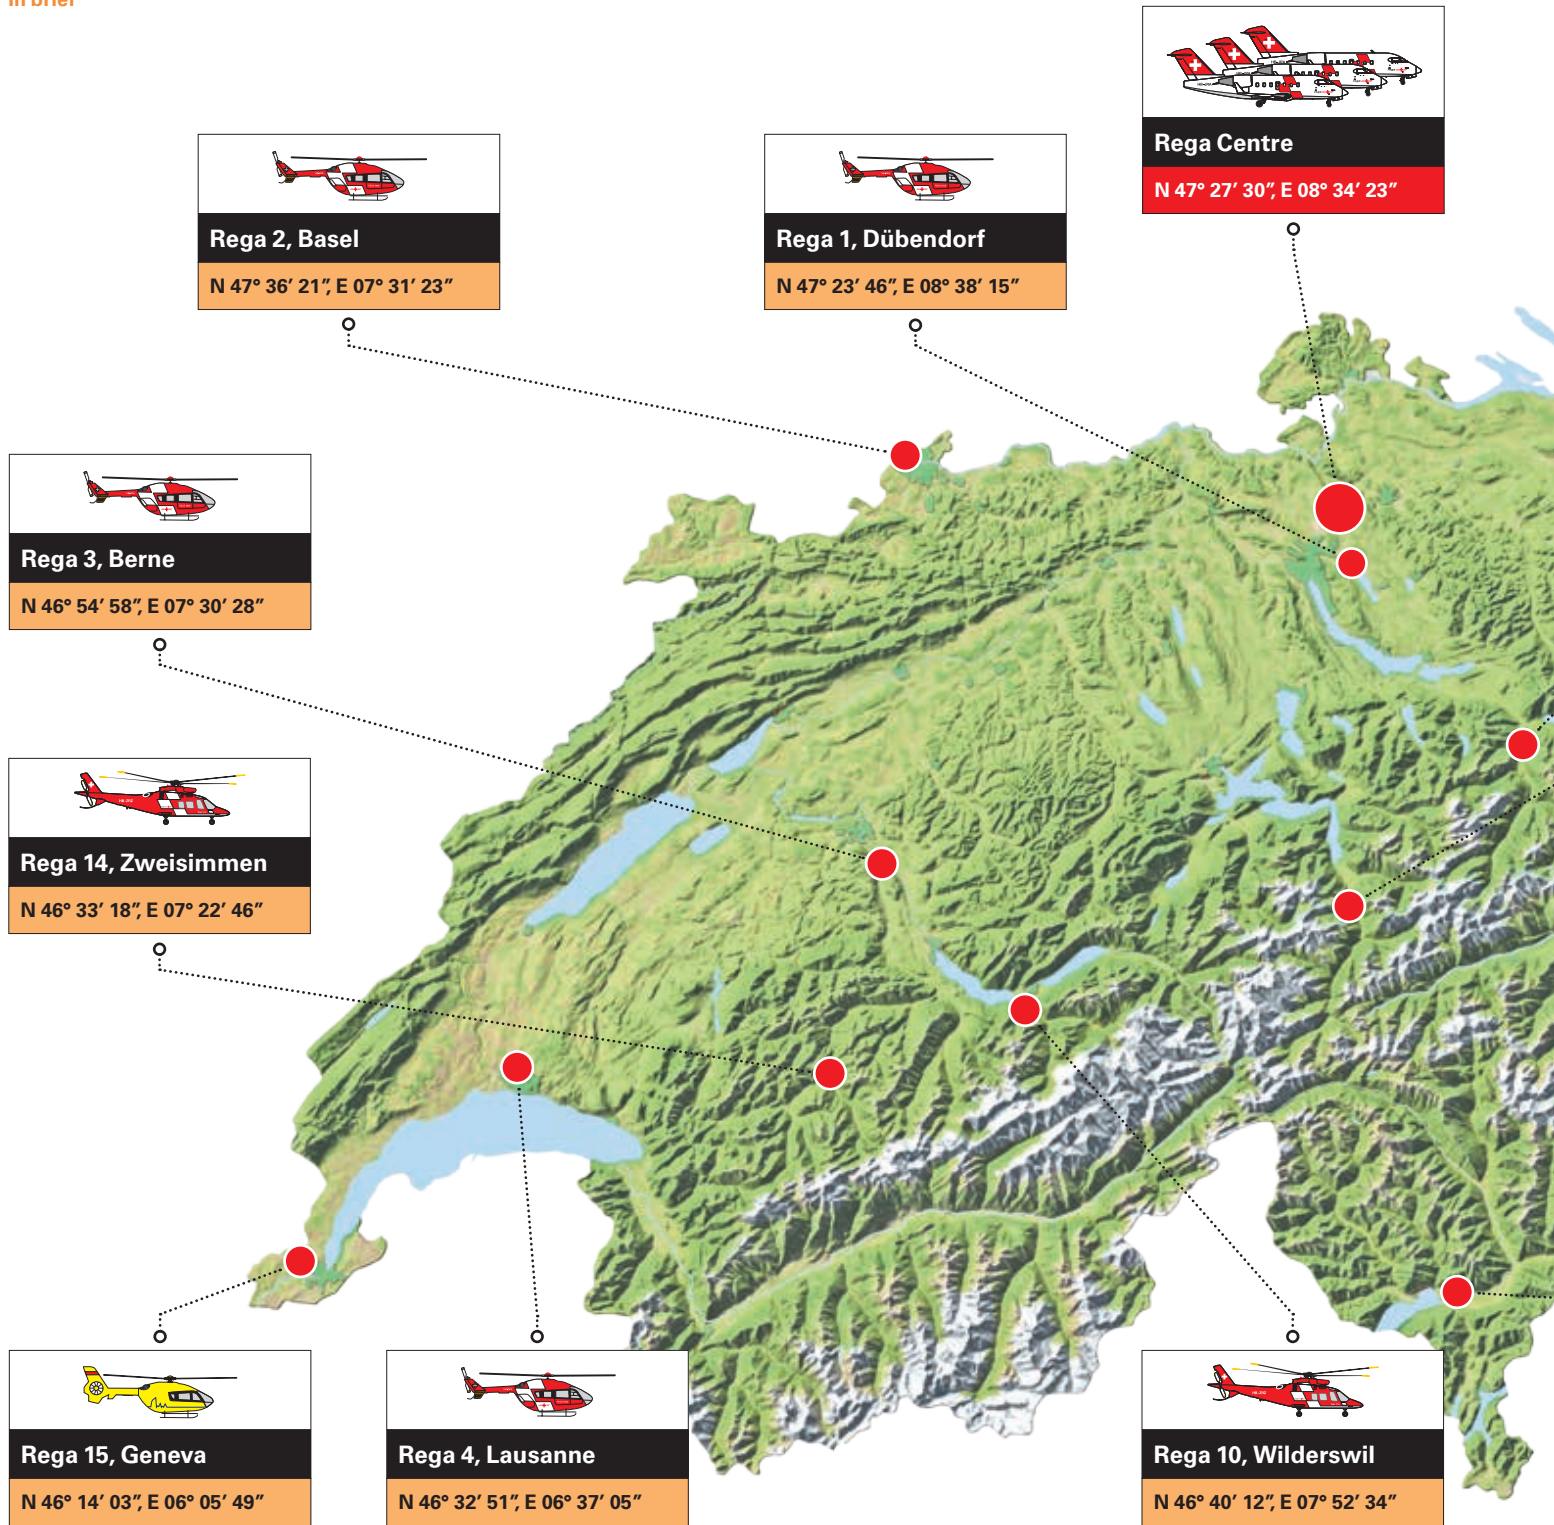 In brief
Rega Centre
N 47° 27′ 30″, E 08° 34′ 23″
Rega 2, Basel
N 47° 36′ 21″, E 07° 31′ 23″
Rega 1, Dübendorf
N 47° 23′ 46″, E 08° 38′ 15″
Rega 3, Berne
N 46° 54′ 58″, E 07° 30′ 28″
Rega 14, Zweisimmen
N 46° 33′ 18″, E 07° 22′ 46″
Rega 15, Geneva
N 46° 14′ 03″, E 06° 05′ 49″
Rega 4, Lausanne
N 46° 32′ 51″, E 06° 37′ 05″
Rega 10, Wilderswil
N 46° 40′ 12″, E 07° 52′ 34″